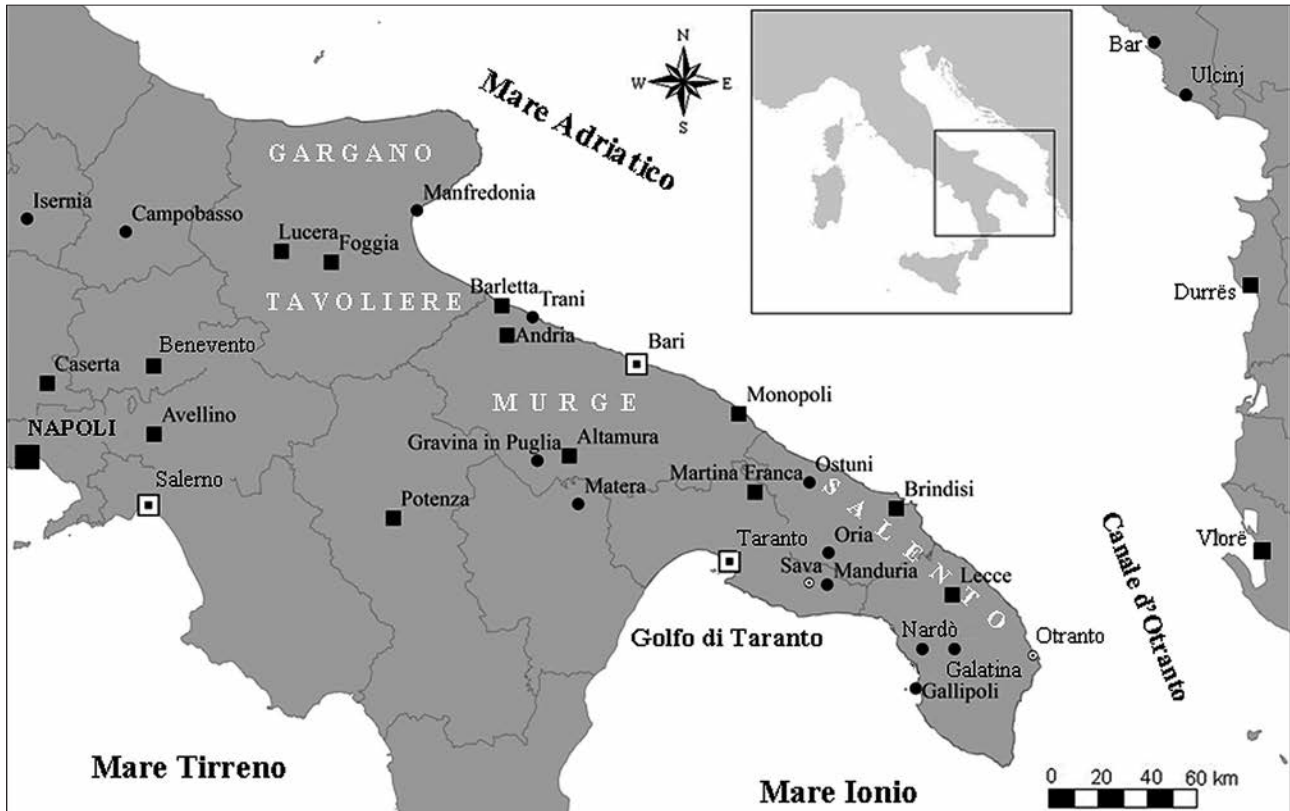 N
W E
S
Mare Adriatico
Bar
Ulcinj
GARGANO
Isernia
Campobasso
Manfredonia
Lucera
Foggia
TAVOLIERE
Barletta
Trani
Andria
Durrës
Benevento
Caserta
Bari
MURGE
Monopoli
NAPOLI
Avellino
Gravina in Puglia
Altamura
Salerno
Potenza
Matera
Martina Franca
Ostuni
SALENTO
Brindisi
Taranto
Oria
Sava
Manduria
Lecce
Vlorë
Canale d'Otranto
Golfo di Taranto
Nardò
Galatina
Otranto
Gallipoli
Mare Tirreno
Mare Ionio
0 20 40 60 km